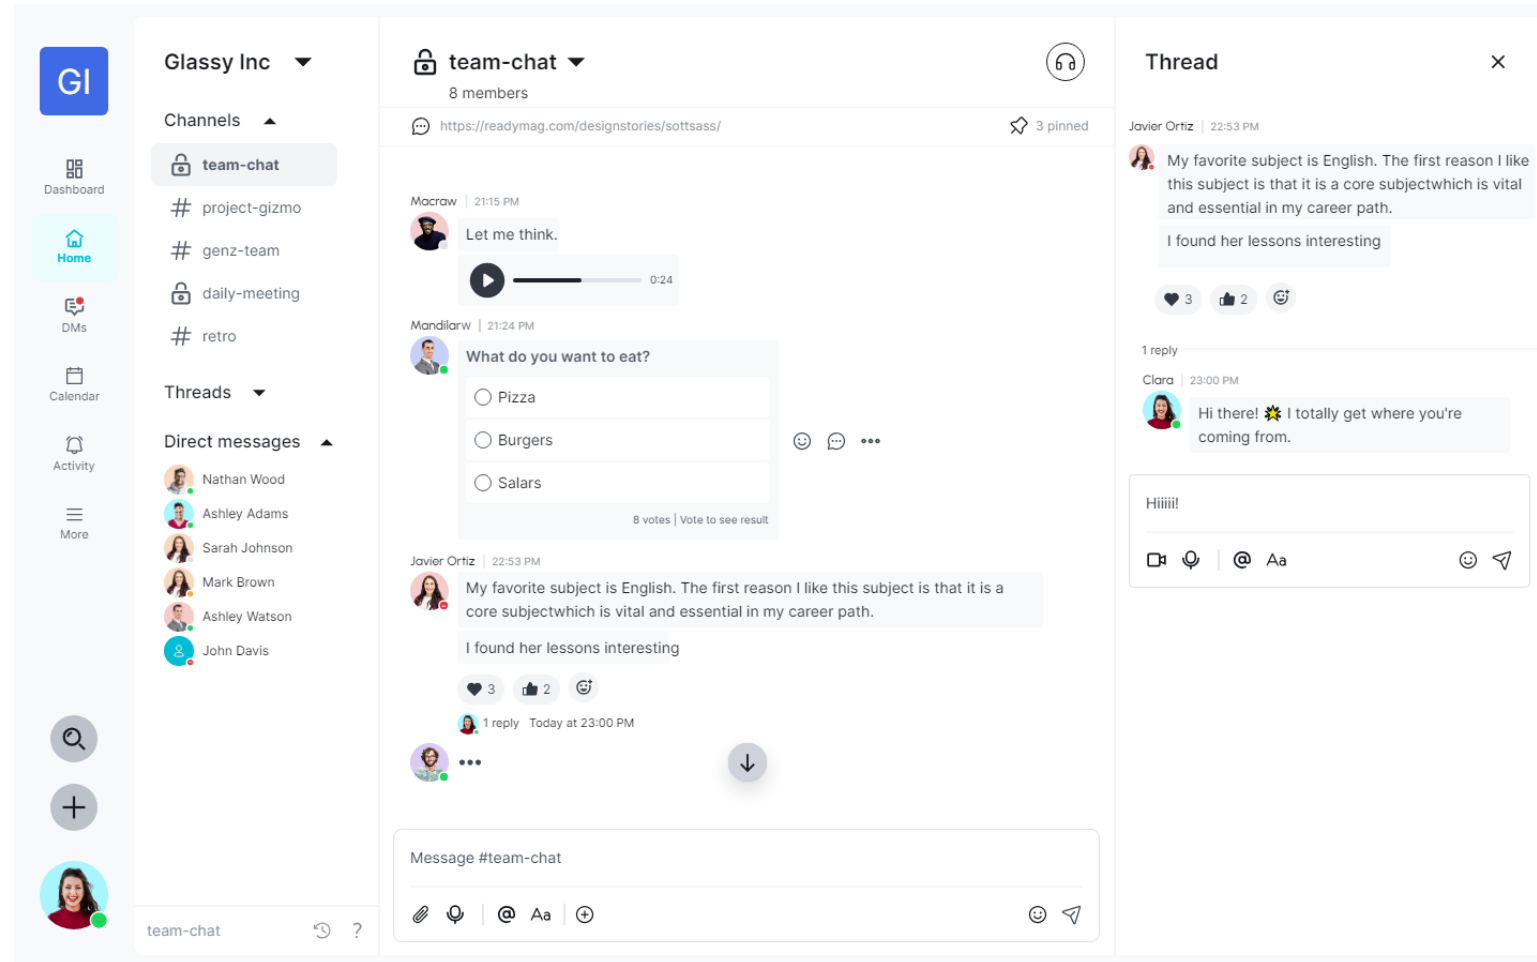 GI
Dashboard
Home
DMs
Calendar
Activity
More
Glassy Inc
Channels
team-chat
project-gizmo
genz-team
daily-meeting
retro
Threads
Direct messages
Nathan Wood
Ashley Adams
Sarah Johnson
Mark Brown
Ashley Watson
John Davis
team-chat
?
team-chat
8 members
https://readymag.com/designstories/sottsass/
3 pinned
Macraw | 21:15 PM
Let me think.
0:24
Mandilarw | 21:24 PM
What do you want to eat?
Pizza
Burgers
Salars
8 votes | Vote to see result
Javier Ortiz | 22:53 PM
My favorite subject is English. The first reason I like this subject is that it is a
core subjectwhich is vital and essential in my career path.
I found her lessons interesting
3 2
1 reply Today at 23:00 PM
Message #team-chat
@ Aa
Thread
Javier Ortiz | 22:53 PM
My favorite subject is English. The first reason I like
this subject is that it is a core subjectwhich is vital
and essential in my career path.
I found her lessons interesting
3 2
1 reply
Clara | 23:00 PM
Hi there! 🌟 I totally get where you're
coming from.
Hiiiii!
@ Aa